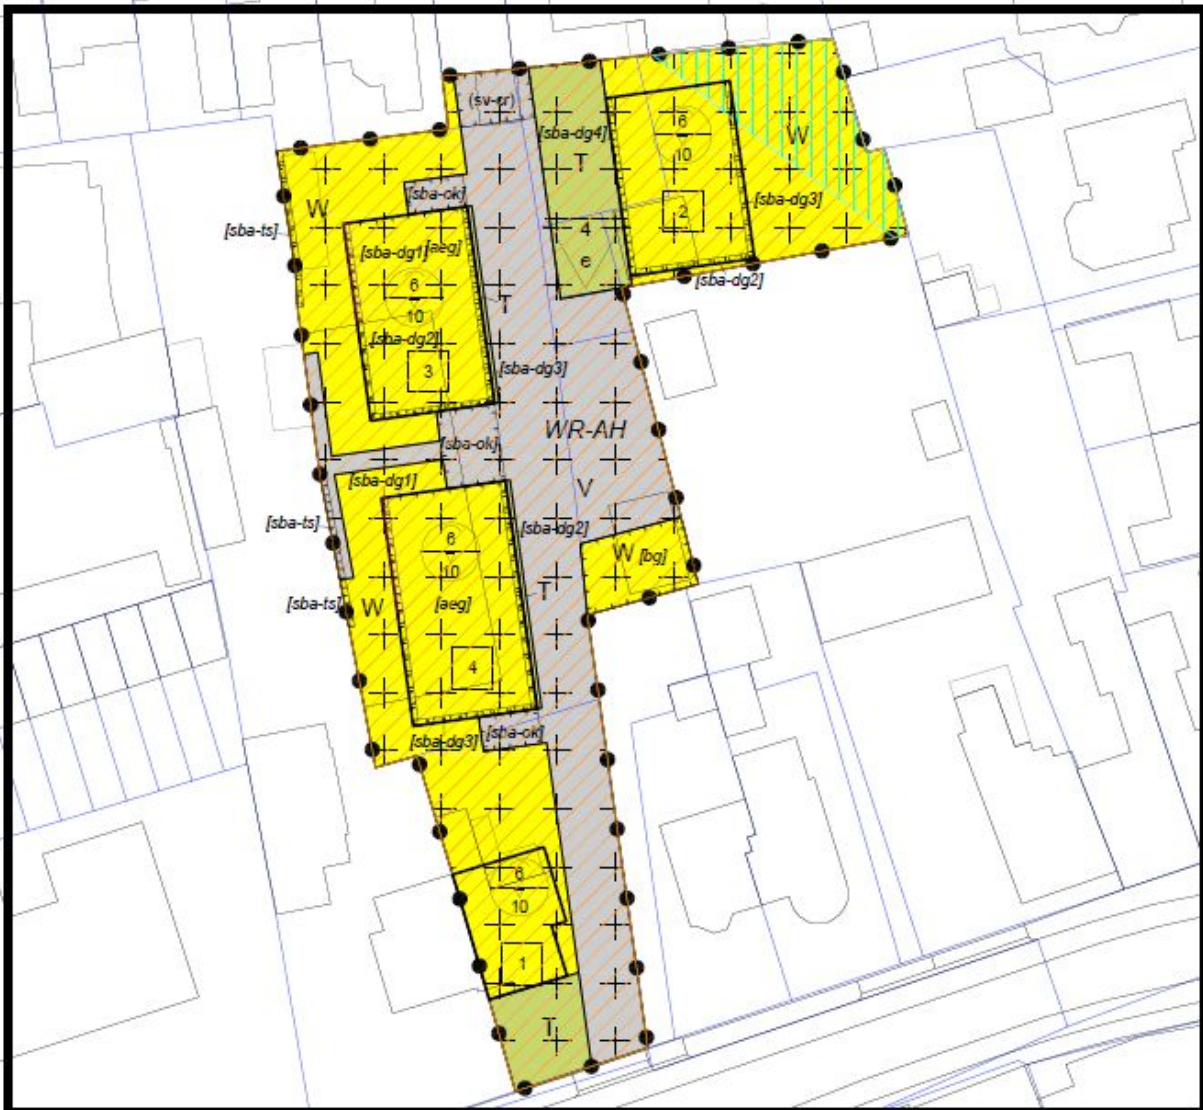 (sv-cr)
[sba-dg4]
T
6
10
W
2
[sba-dg3]
[sba-dg2]
4
e
[sba-ok]
W
[sba-ts]
[sba-dg1]
[aeg]
6
10
[sba-dg2]
3
T
[sba-dg3]
WR-AH
[sba-ok]
V
[sba-dg1]
[sba-ts]
6
10
[sba-dg2]
W [bg]
[sba-ts]
W
[aeg]
T
4
[sba-dg3]
[sba-ok]
6
10
1
T